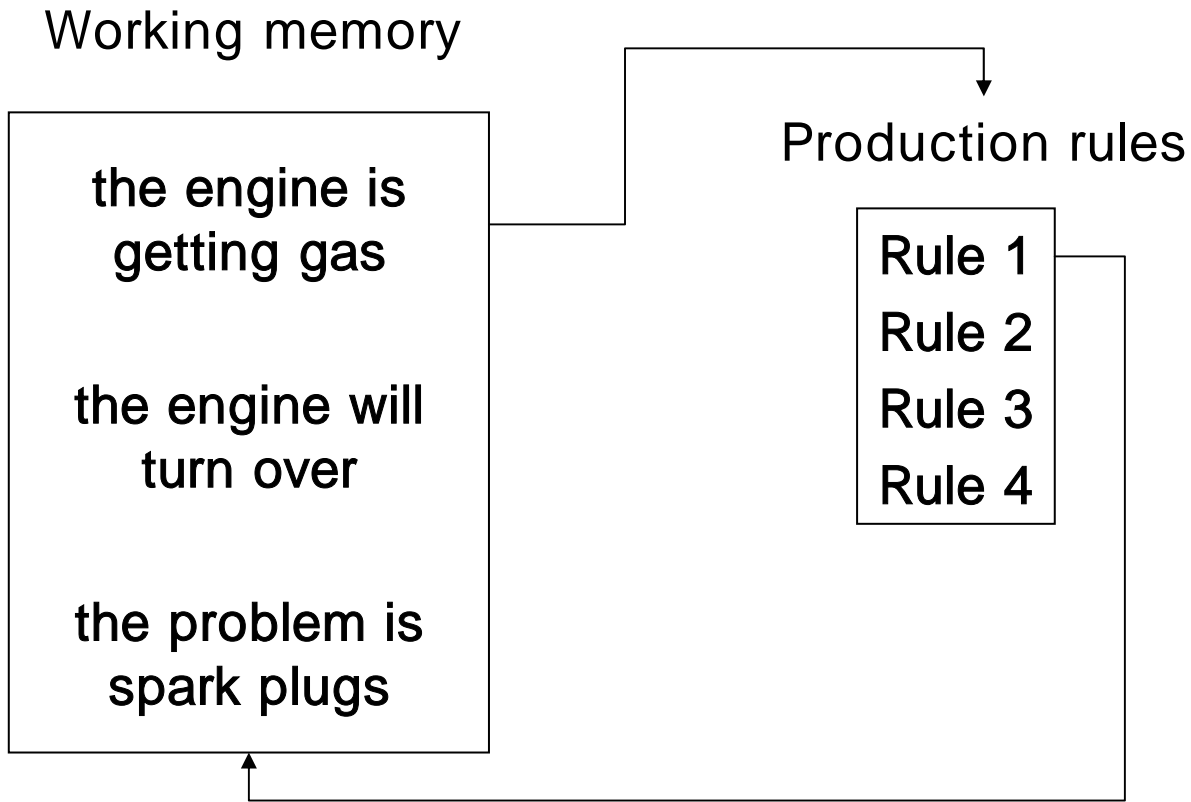 Working memory
the engine is
getting gas
the engine will
turn over
the problem is
spark plugs
Production rules
Rule 1
Rule 2
Rule 3
Rule 4